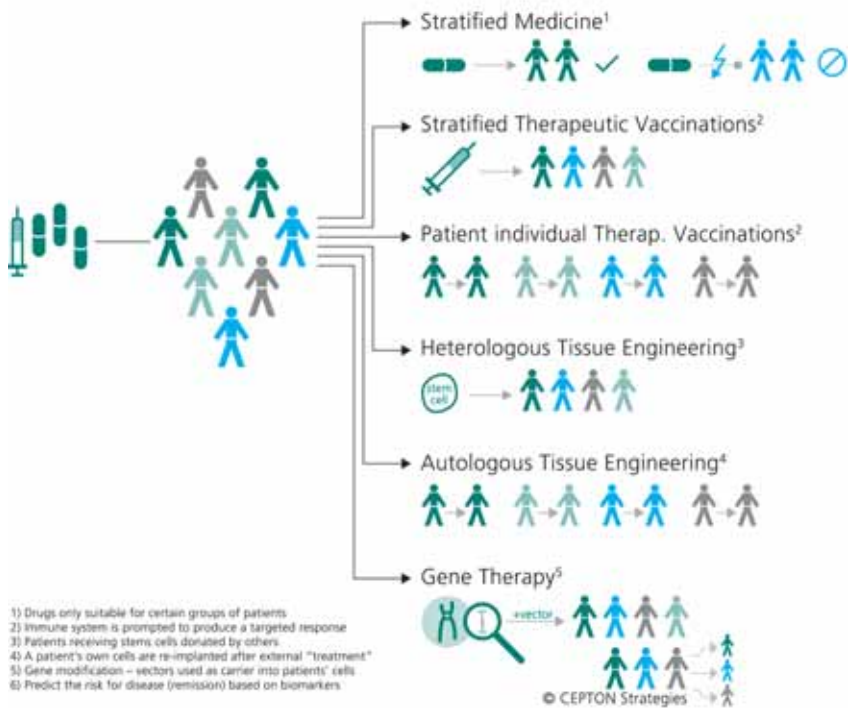 Stratified Medicine¹
Stratified Therapeutic Vaccinations²
Patient individual Therap. Vaccinations²
Heterologous Tissue Engineering³
stem
cell
Autologous Tissue Engineering⁴
Gene Therapy⁵
+vector
1) Drugs only suitable for certain groups of patients
2) Immune system is prompted to produce a targeted response
3) Patients receiving stems cells donated by others
4) A patient's own cells are re-implanted after external "treatment"
5) Gene modification – vectors used as carrier into patients' cells
6) Predict the risk for disease (remission) based on biomarkers
© CEPTON Strategies